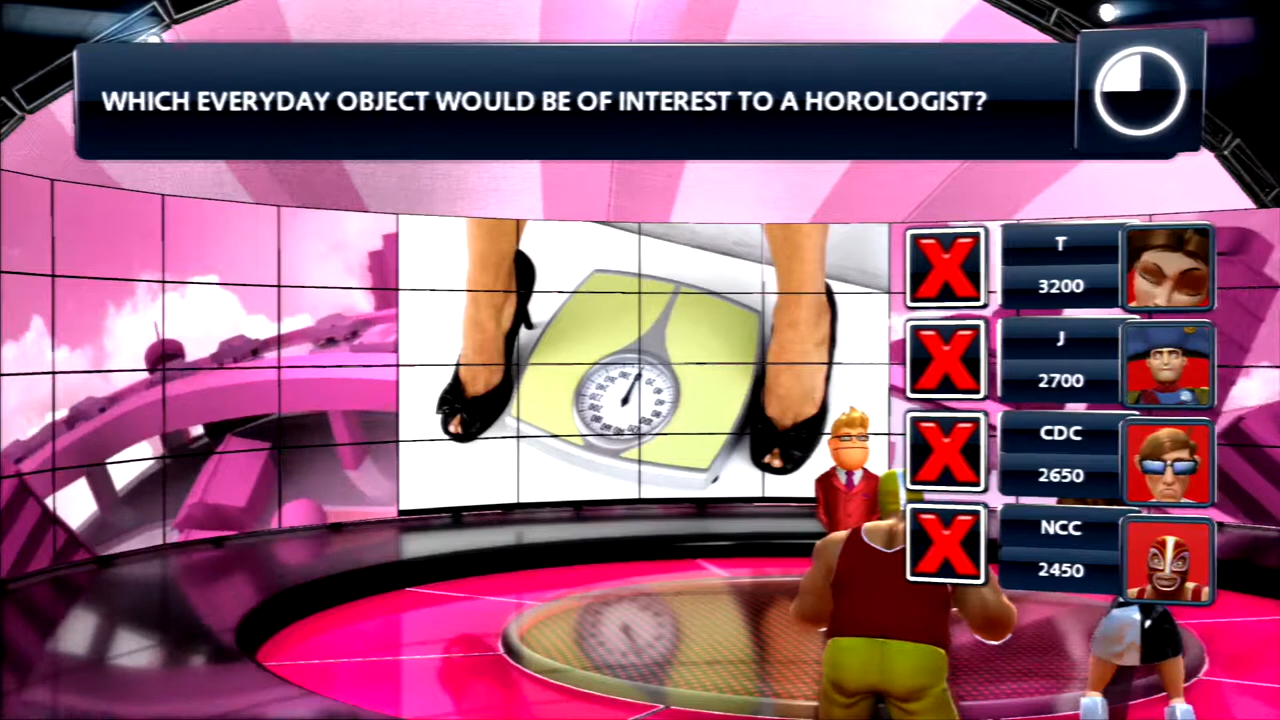 WHICH EVERYDAY OBJECT WOULD BE OF INTEREST TO A HOROLOGIST?
T
3200
J
2700
CDC
2650
NCC
2450